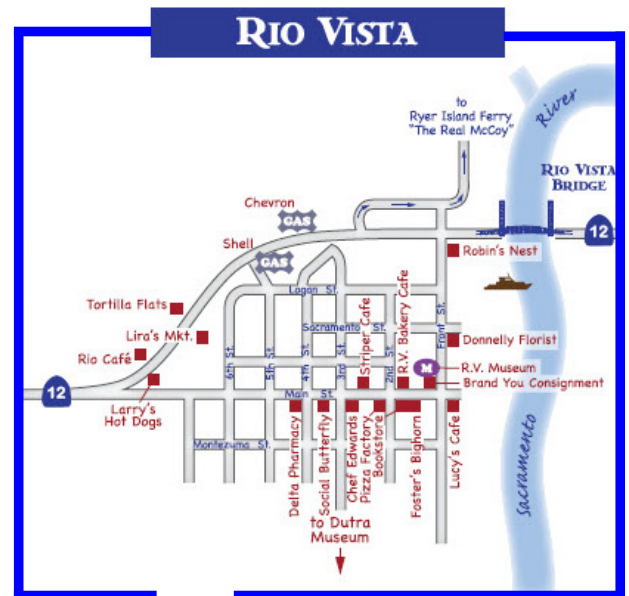 RIO VISTA
to
Ryer Island Ferry
"The Real McCoy"
River
RIO VISTA
BRIDGE
Chevron
GAS
12
Shell
GAS
Robin's Nest
Logan St.
Tortilla Flats
Sacramento St.
Lira's Mkt.
Donnelly Florist
Rio Café
6th St.
5th St.
4th St.
3rd St.
Striper Cafe
2nd St.
R.V. Bakery Cafe
Front St.
M
R.V. Museum
Brand You Consignment
12
Main St.
Larry's
Hot Dogs
Montezuma St.
Delta Pharmacy
Social Butterfly
Chef Edwards
Pizza Factory
Bookstore
Foster's Bighorn
Lucy's Cafe
Sacramento
to Dutra
Museum